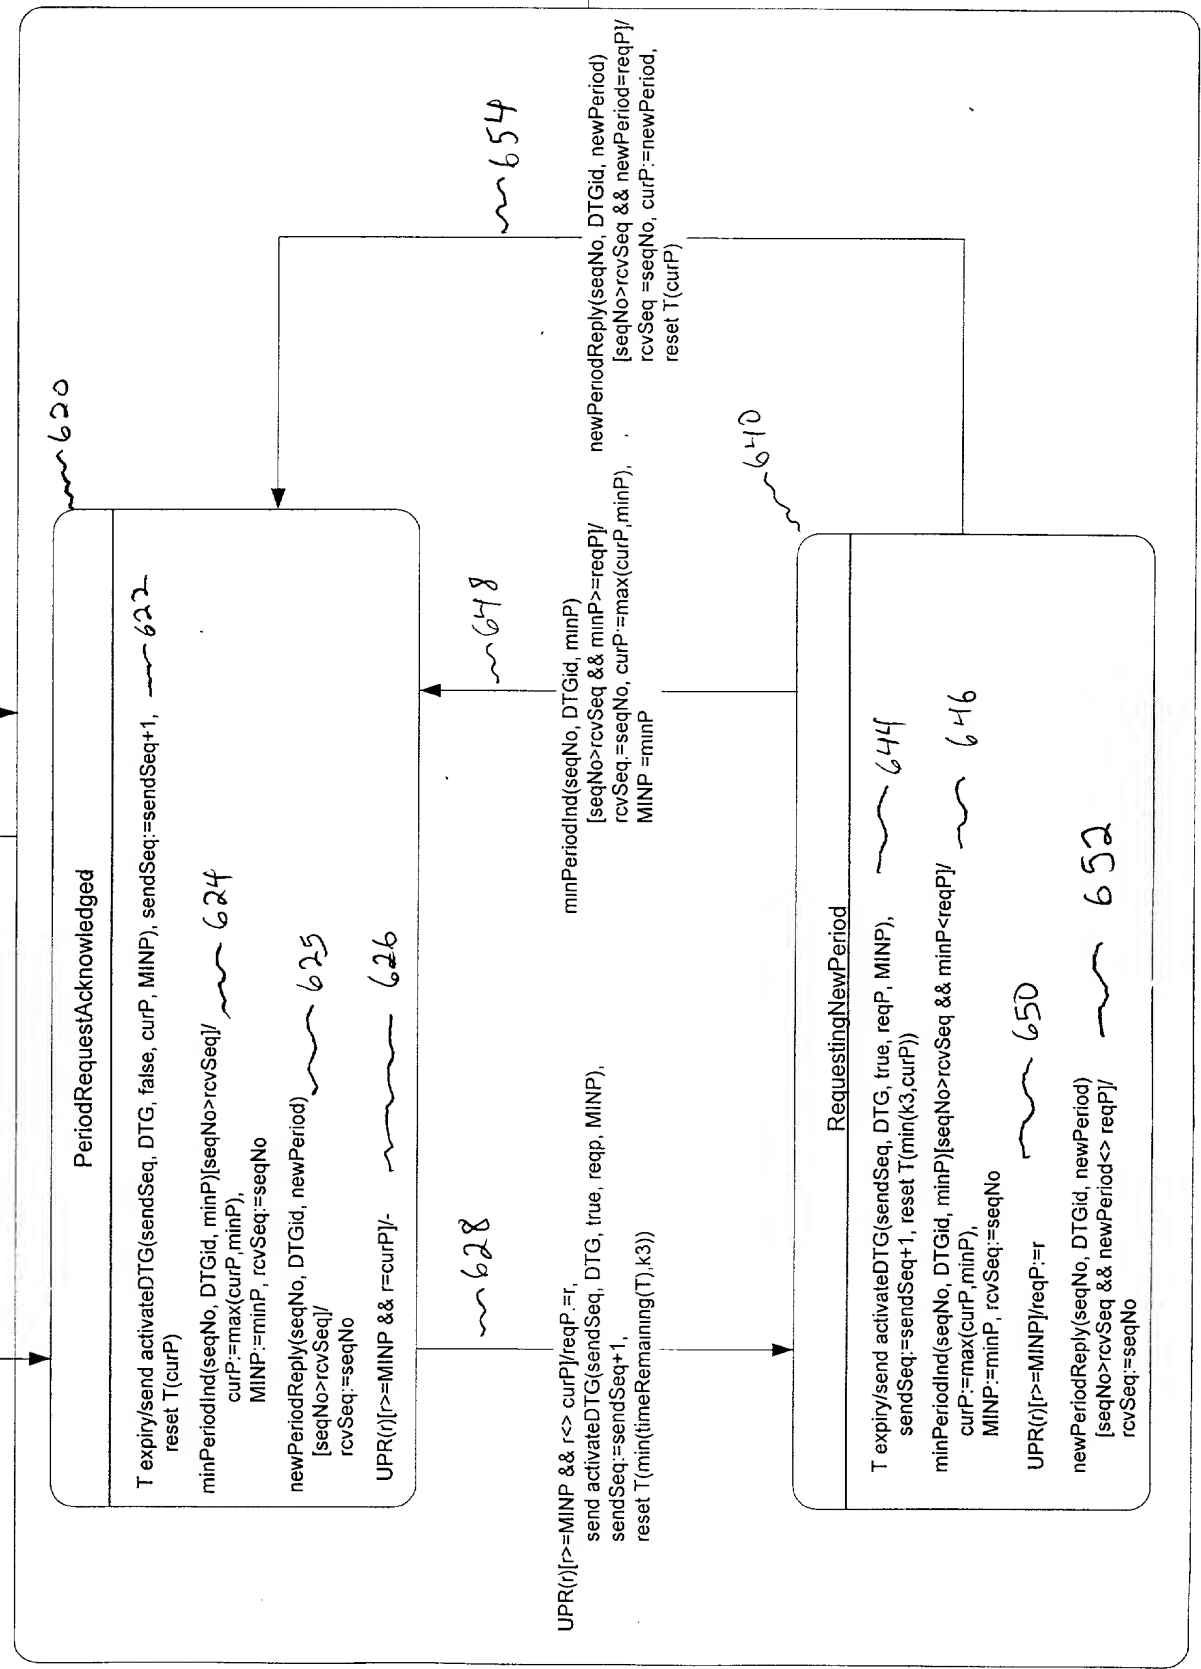 620
PeriodRequestAcknowledged
T expiry/send activateDTG(sendSeq, DTG, false, curP, MINP), sendSeq:=sendSeq+1,
622
reset T(curP)
minPeriodInd(seqNo, DTGid, minP)[seqNo>rcvSeq]/
624
curP:=max(curP,minP),
MINP:=minP, rcvSeq:=seqNo
newPeriodReply(seqNo, DTGid, newPeriod)
625
[seqNo>rcvSeq]/
rcvSeq:=seqNo
UPR(r)[r>=MINP && r=curP]/-
626
628
UPR(r)[r>=MINP && r<> curP]/reqP.=r,
send activateDTG(sendSeq, DTG, true, reqp, MINP),
sendSeq:=sendSeq+1,
reset T(min(timeRemaining(T),k3))
648
minPeriodInd(seqNo, DTGid, minP)
[seqNo>rcvSeq && minP>=reqP]/
rcvSeq.=seqNo, curP:=max(curP,minP),
MINP =minP
654
newPeriodReply(seqNo, DTGid, newPeriod)
[seqNo>rcvSeq && newPeriod=reqP]/
rcvSeq =seqNo, curP:=newPeriod,
reset T(curP)
640
RequestingNewPeriod
T expiry/send activateDTG(sendSeq, DTG, true, reqP, MINP),
644
sendSeq:=sendSeq+1, reset T(min(k3,curP))
minPeriodInd(seqNo, DTGid, minP)[seqNo>rcvSeq && minP<reqP]/
646
curP:=max(curP,minP),
MINP:=minP, rcvSeq:=seqNo
UPR(r)[r>=MINP]/reqP:=r
650
newPeriodReply(seqNo, DTGid, newPeriod)
[seqNo>rcvSeq && newPeriod<> reqP]/
652
rcvSeq:=seqNo